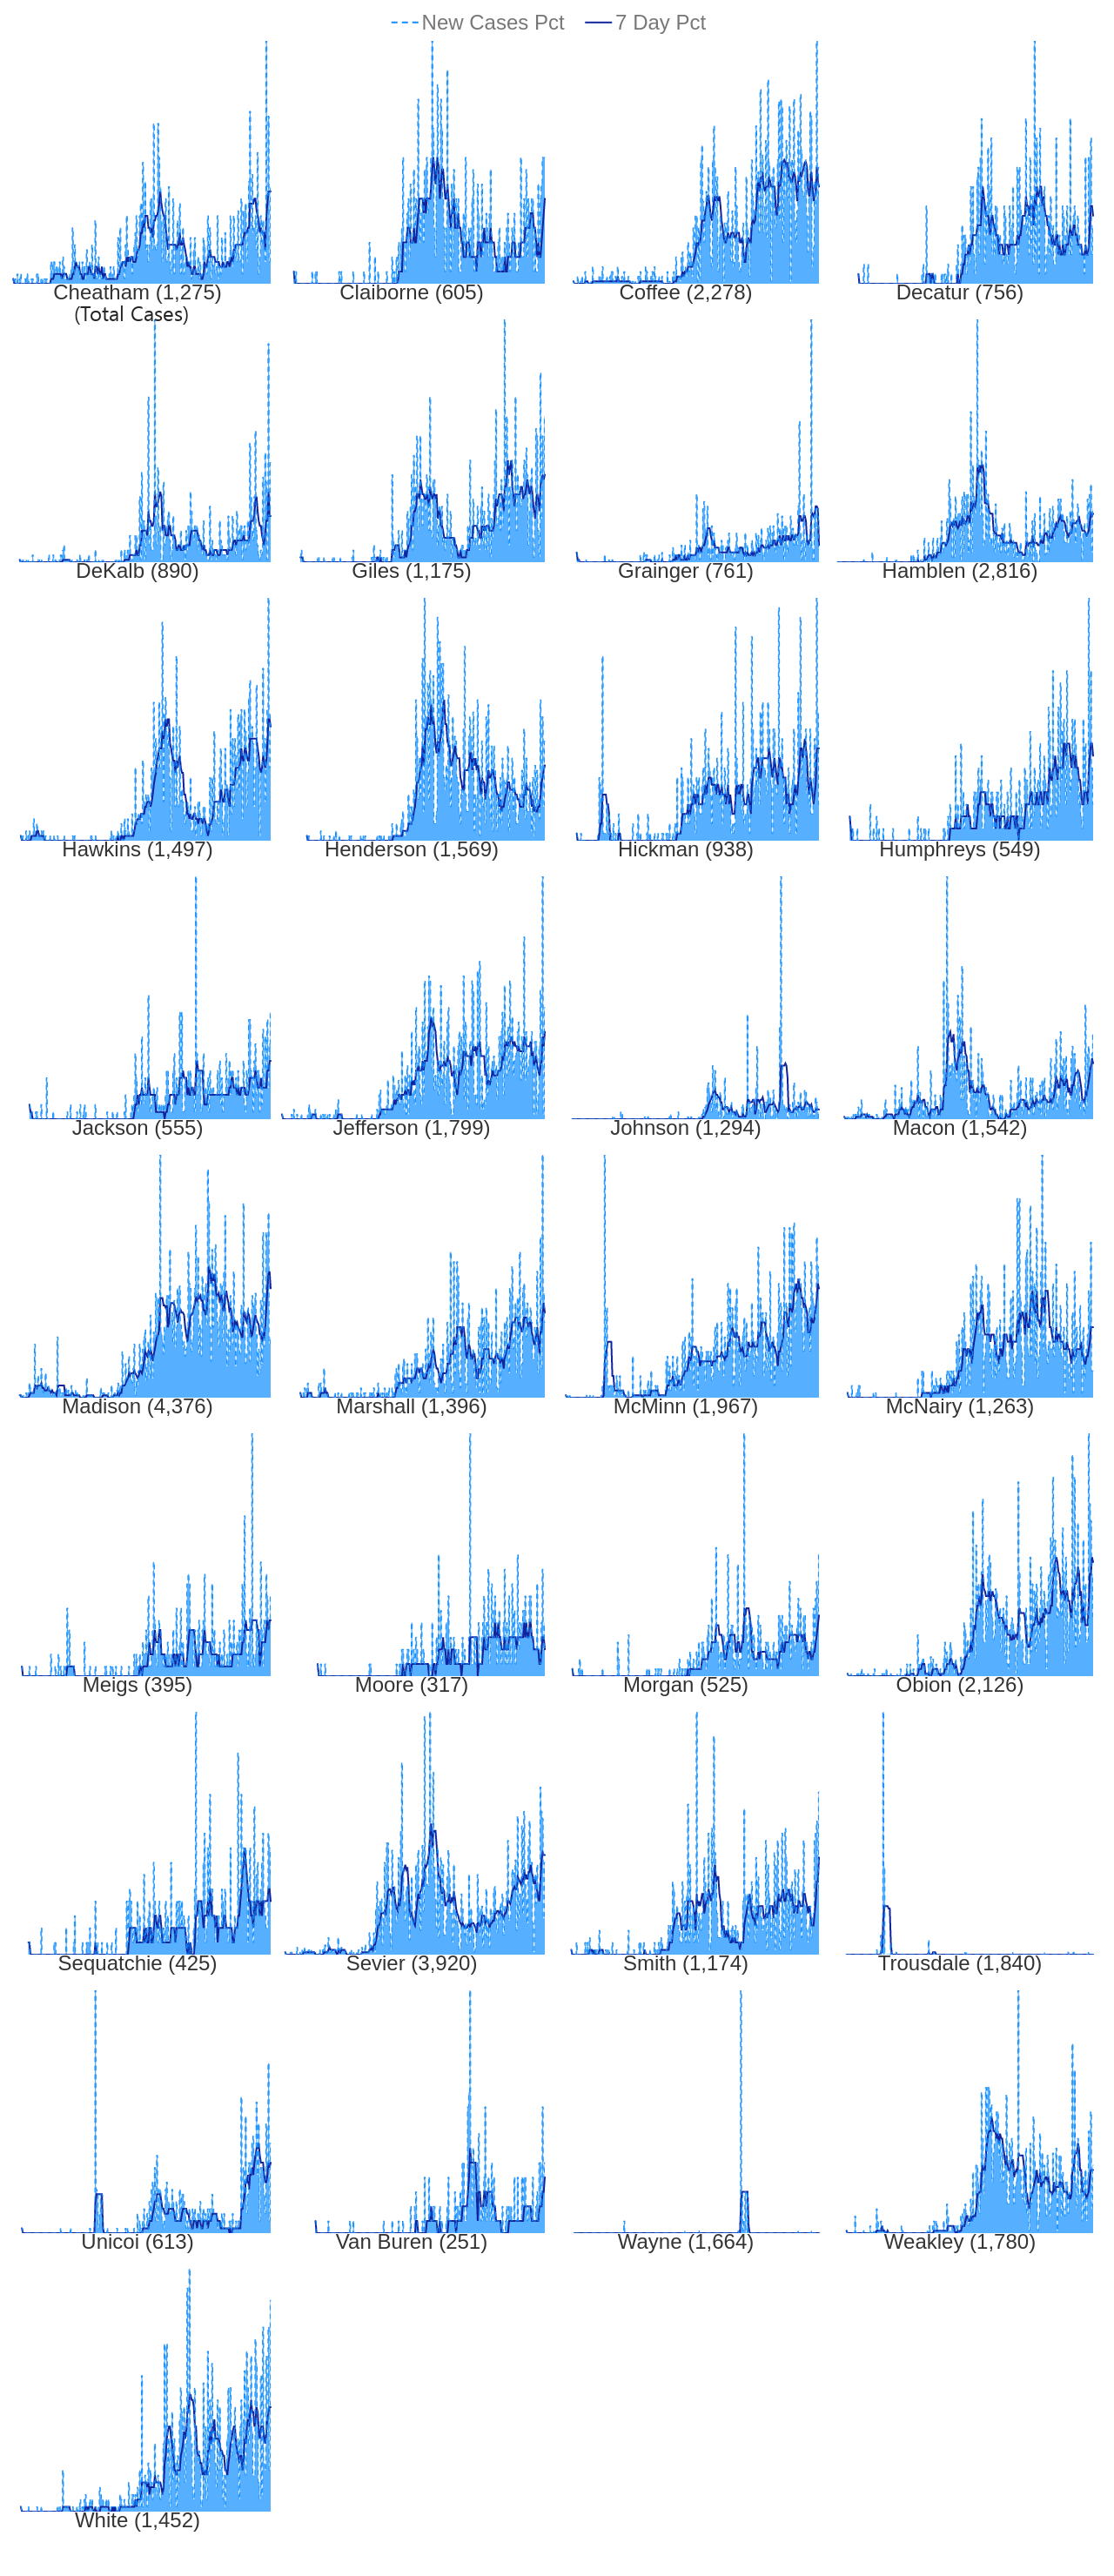 New Cases Pct 7 Day Pct
Cheatham (1,275) Claiborne (605) Coffee (2,278) Decatur (756)
(Total Cases)
DeKalb (890) Giles (1,175) Grainger (761) Hamblen (2,816)
Hawkins (1,497) Henderson (1,569) Hickman (938) Humphreys (549)
Jackson (555) Jefferson (1,799) Johnson (1,294) Macon (1,542)
Madison (4,376) Marshall (1,396) McMinn (1,967) McNairy (1,263)
Meigs (395) Moore (317) Morgan (525) Obion (2,126)
Sequatchie (425) Sevier (3,920) Smith (1,174) Trousdale (1,840)
Unicoi (613) Van Buren (251) Wayne (1,664) Weakley (1,780)
White (1,452)